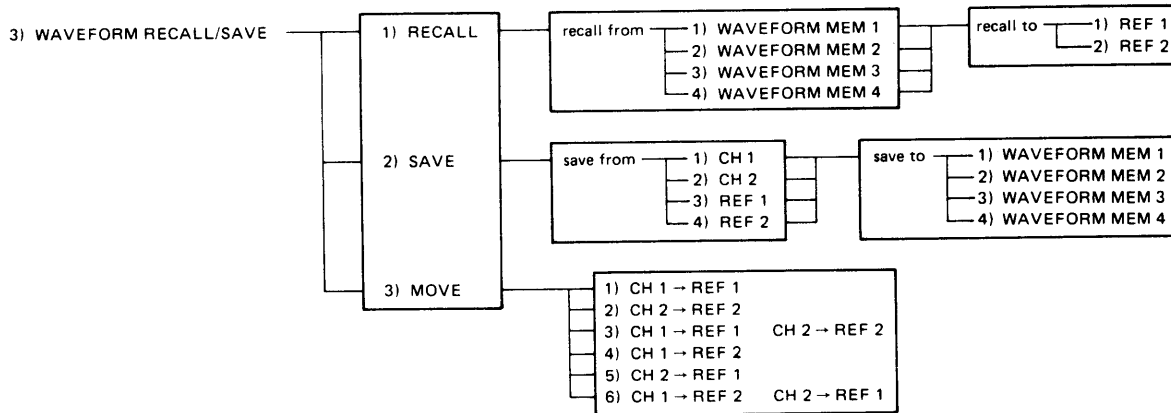 3) WAVEFORM RECALL/SAVE
1) RECALL
recall from
1) WAVEFORM MEM 1
2) WAVEFORM MEM 2
3) WAVEFORM MEM 3
4) WAVEFORM MEM 4
recall to
1) REF 1
2) REF 2
2) SAVE
save from
1) CH 1
2) CH 2
3) REF 1
4) REF 2
save to
1) WAVEFORM MEM 1
2) WAVEFORM MEM 2
3) WAVEFORM MEM 3
4) WAVEFORM MEM 4
3) MOVE
1) CH 1 → REF 1
2) CH 2 → REF 2
3) CH 1 → REF 1 CH 2 → REF 2
4) CH 1 → REF 2
5) CH 2 → REF 1
6) CH 1 → REF 2 CH 2 → REF 1